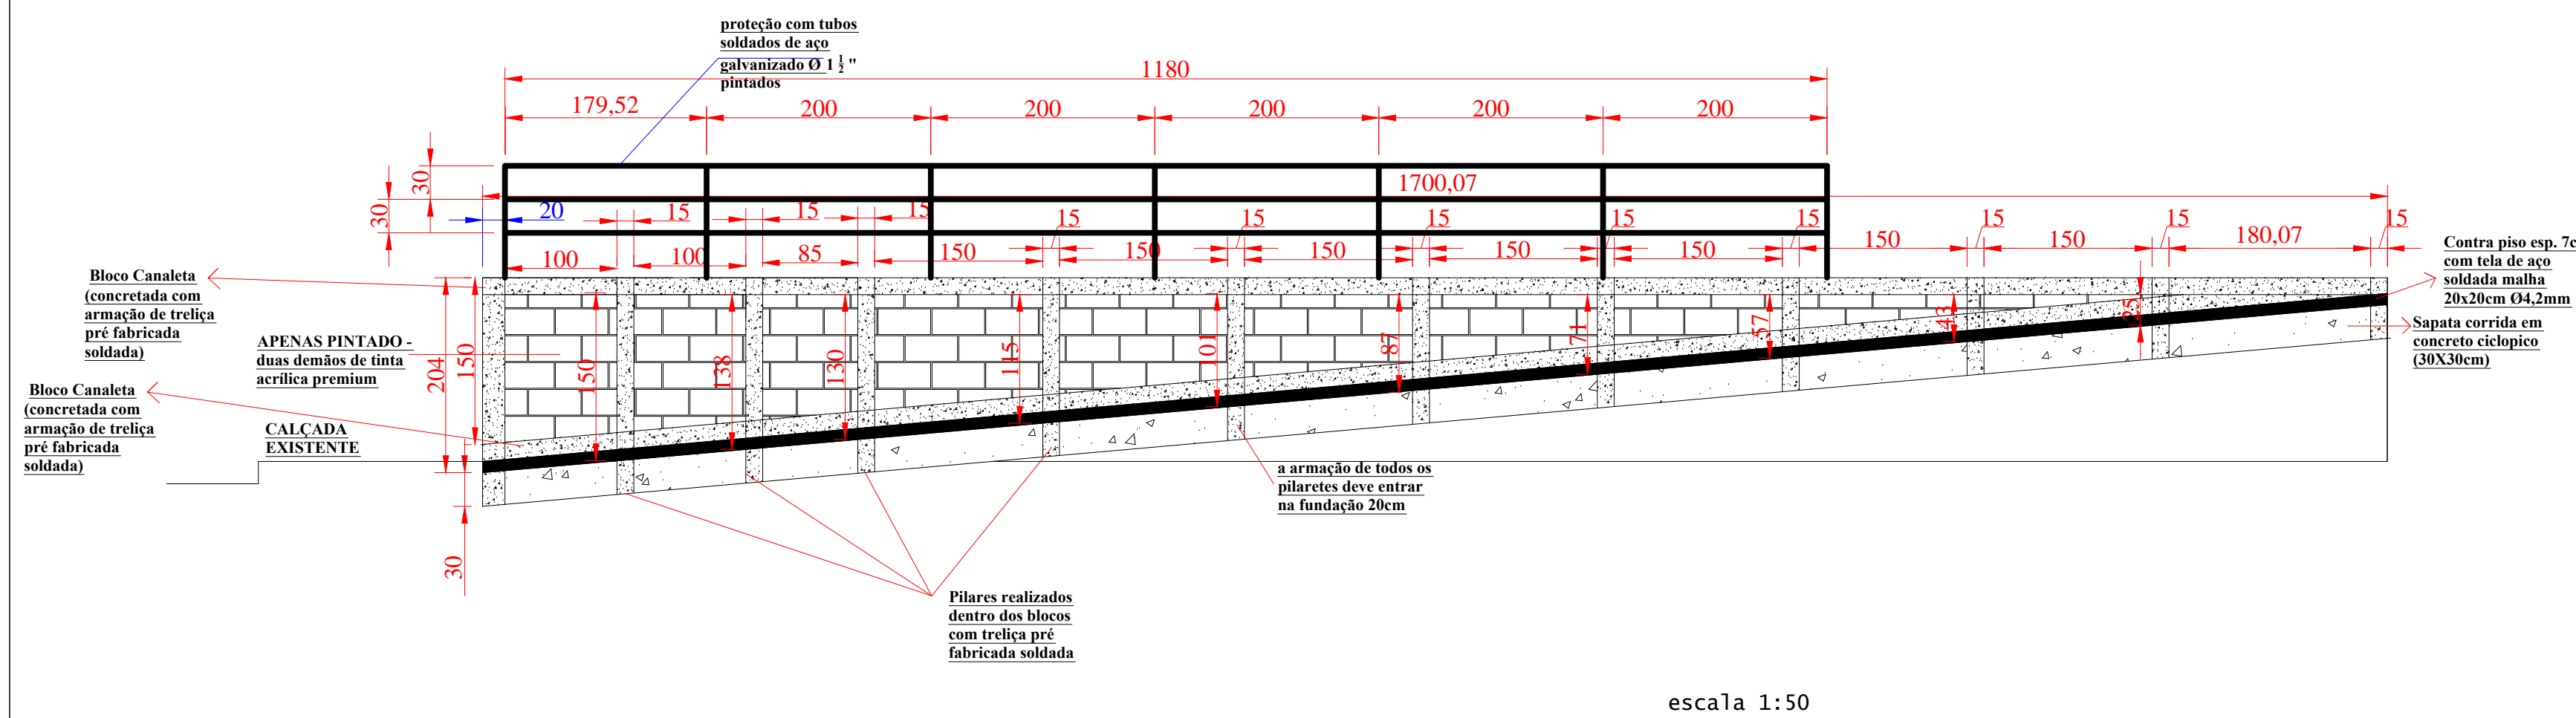 proteção com tubos
soldados de aço
galvanizado Ø 1 ½ "
pintados
1180
179,52 200 200 200 200 200
30
1700,07
30
20 15 15 15
15 15 15 15 15 15 15 15
100 100 85 150 150 150 150 150 150 150 180,07
Bloco Canaleta
(concretada com
armação de treliça
pré fabricada
soldada)
Contra piso esp. 7c
com tela de aço
soldada malha
20x20cm Ø4,2mm
Sapata corrida em
concreto ciclopico
(30X30cm)
APENAS PINTADO -
duas demãos de tinta
acrílica premium
204 150 150 138 130 115 101 87 71 57 43 25
Bloco Canaleta
(concretada com
armação de treliça
pré fabricada
soldada)
CALÇADA
EXISTENTE
30
a armação de todos os
pilaretes deve entrar
na fundação 20cm
Pilares realizados
dentro dos blocos
com treliça pré
fabricada soldada
escala 1:50